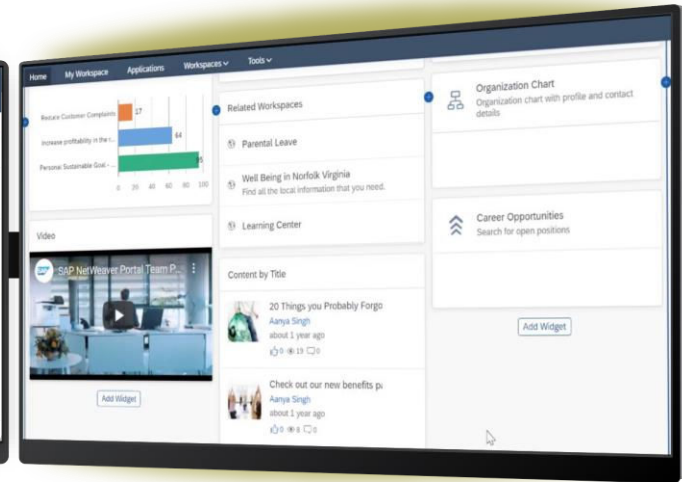 Home My Workspace Applications Workspaces Tools
Reduce Customer Complaints 17
Increase profitability in the r... 64
Personal Sustainable Goal - ... 95
0 20 40 60 80 100
Video
SAP NetWeaver Portal Team P...
Add Widget
Related Workspaces
Parental Leave
Well Being in Norfolk Virginia
Find all the local information that you need.
Learning Center
Content by Title
20 Things you Probably Forgo
Aanya Singh
about 1 year ago
0 19 0
Check out our new benefits pa
Aanya Singh
about 1 year ago
0 8 0
Organization Chart
Organization chart with profile and contact
details
Career Opportunities
Search for open positions
Add Widget